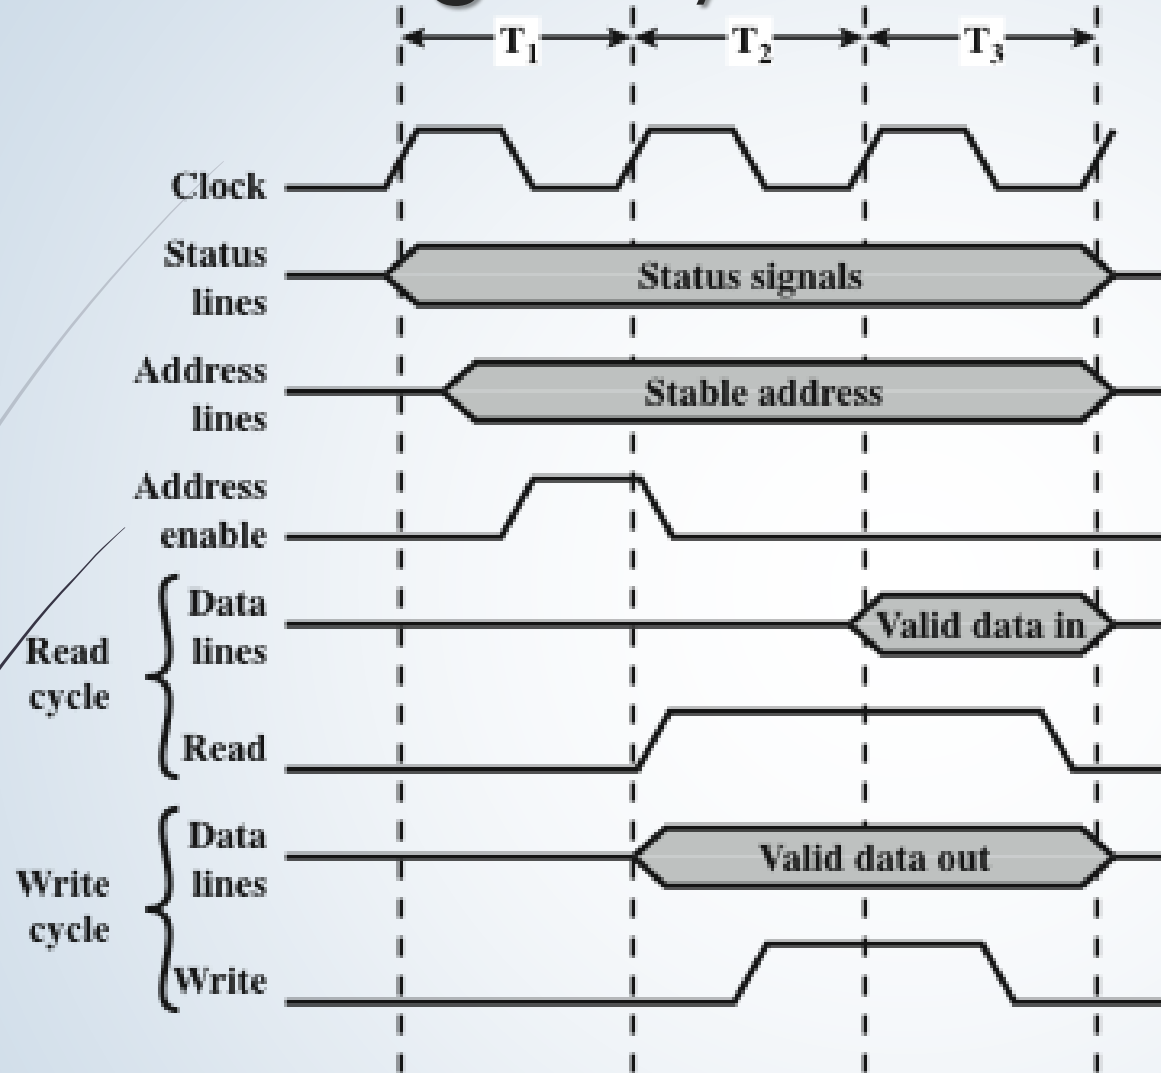 T1 T2 T3
Clock
Status
lines
Status signals
Address
lines
Stable address
Address
enable
Read
cycle
Data
lines
Valid data in
Read
Write
cycle
Data
lines
Valid data out
Write